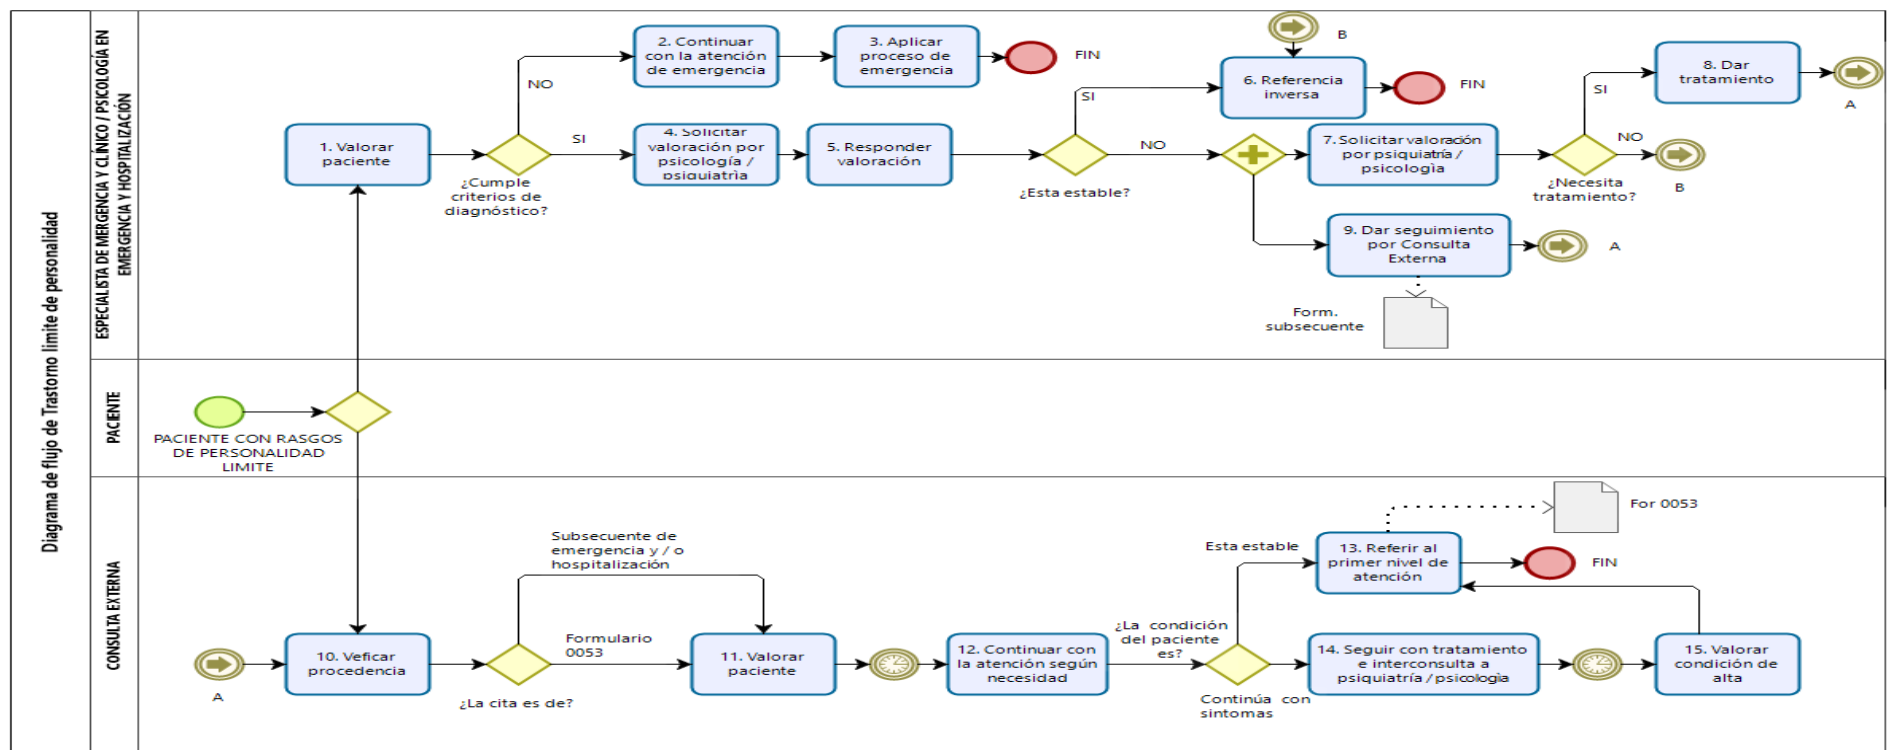 Diagrama de flujo de Trastorno limite de personalidad
ESPECIALISTA DE MERGENCIA Y CLINICO / PSICOLOGÍA EN
EMERGENCIA Y HOSPITALIZACIÓN
1. Valorar
paciente
¿Cumple
criterios de
diagnóstico?
NO
SI
2. Continuar
con la atención
de emergencia
3. Aplicar
proceso de
emergencia
FIN
4. Solicitar
valoración por
psicología /
psiquiatrìa
5. Responder
valoración
¿Esta estable?
SI
NO
B
6. Referencia
inversa
FIN
7. Solicitar valoración
por psiquiatría /
psicologìa
¿Necesita
tratamiento?
SI
NO
8. Dar
tratamiento
A
B
9. Dar seguimiento
por Consulta
Externa
A
Form.
subsecuente
PACIENTE
PACIENTE CON RASGOS
DE PERSONALIDAD
LIMITE
CONSULTA EXTERNA
A
10. Veficar
procedencia
¿La cita es de?
Subsecuente de
emergencia y / o
hospitalización
Formulario
0053
11. Valorar
paciente
12. Continuar con
la atención según
necesidad
¿La condición
del paciente
es?
Esta estable
Continúa con
sintomas
13. Referir al
primer nivel de
atención
For 0053
FIN
14. Seguir con tratamiento
e interconsulta a
psiquiatría / psicologìa
15. Valorar
condición de
alta